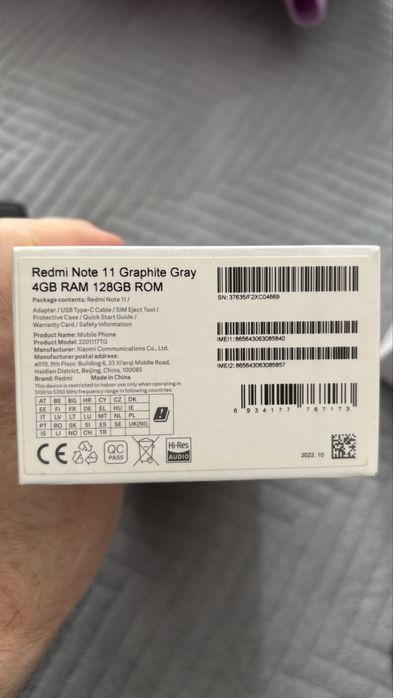 Redmi Note 11 Graphite Gray
4GB RAM 128GB ROM
Package contents: Redmi Note 11 /
Adapter / USB Type-C Cable / SIM Eject Tool /
Protective Case / Quick Start Guide /
Warranty Card / Safety Information
Product Name: Mobile Phone
Product Model: 2201117TG
Manufacturer: Xiaomi Communications Co., Ltd.
Manufacturer postal address:
#019, 9th Floor, Building 6, 33 Xi'erqi Middle Road,
Haidian District, Beijing, China, 100085
Brand: Redmi Made in China
This device is restricted to indoor use only when operating in
5150 to 5350 MHz frequency range in following countries:
AT BE BG HR CY CZ DK
EE FI FR DE EL HU IE
IT LV LT LU MT NL PL
PT RO SK SI ES SE UK(NI)
IS LI NO CH TR
CE
QC
PASS
Hi-Res
AUDIO
SN: 37635/F2XC04669
IMEI1:865643063085840
IMEI2:865643063085857
6 934177 767173
2022.10